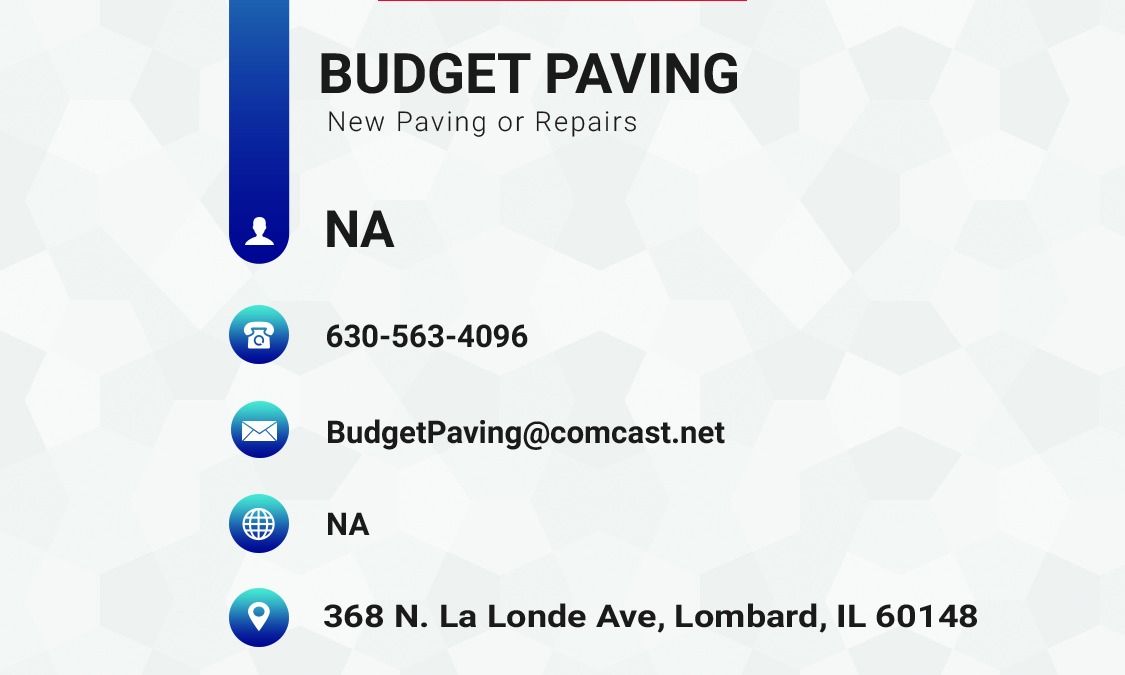 BUDGET PAVING
New Paving or Repairs
NA
630-563-4096
BudgetPaving@comcast.net
NA
368 N. La Londe Ave, Lombard, IL 60148